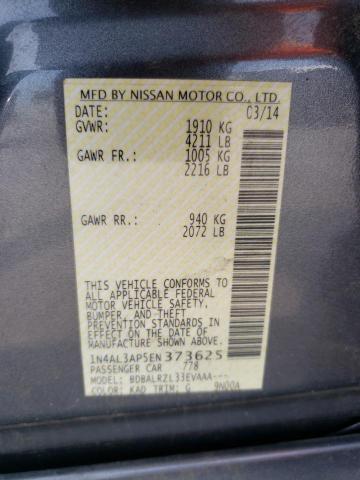 MFD BY NISSAN MOTOR CO., LTD.
DATE: 03/14
GVWR: 1910 KG
4211 LB
GAWR FR.: 1005 KG
2216 LB
GAWR RR.: 940 KG
2072 LB
THIS VEHICLE CONFORMS TO
ALL APPLICABLE FEDERAL
MOTOR VEHICLE SAFETY,
BUMPER, AND THEFT
PREVENTION STANDARDS IN
EFFECT ON THE DATE OF
MANUFACTURE SHOWN ABOVE.
1N4AL3AP5EN 373625
PASSENGER CAR 778
MODEL: BDBALRZL33EVAAA---
COLOR: KAD TRIM: G 9N00A